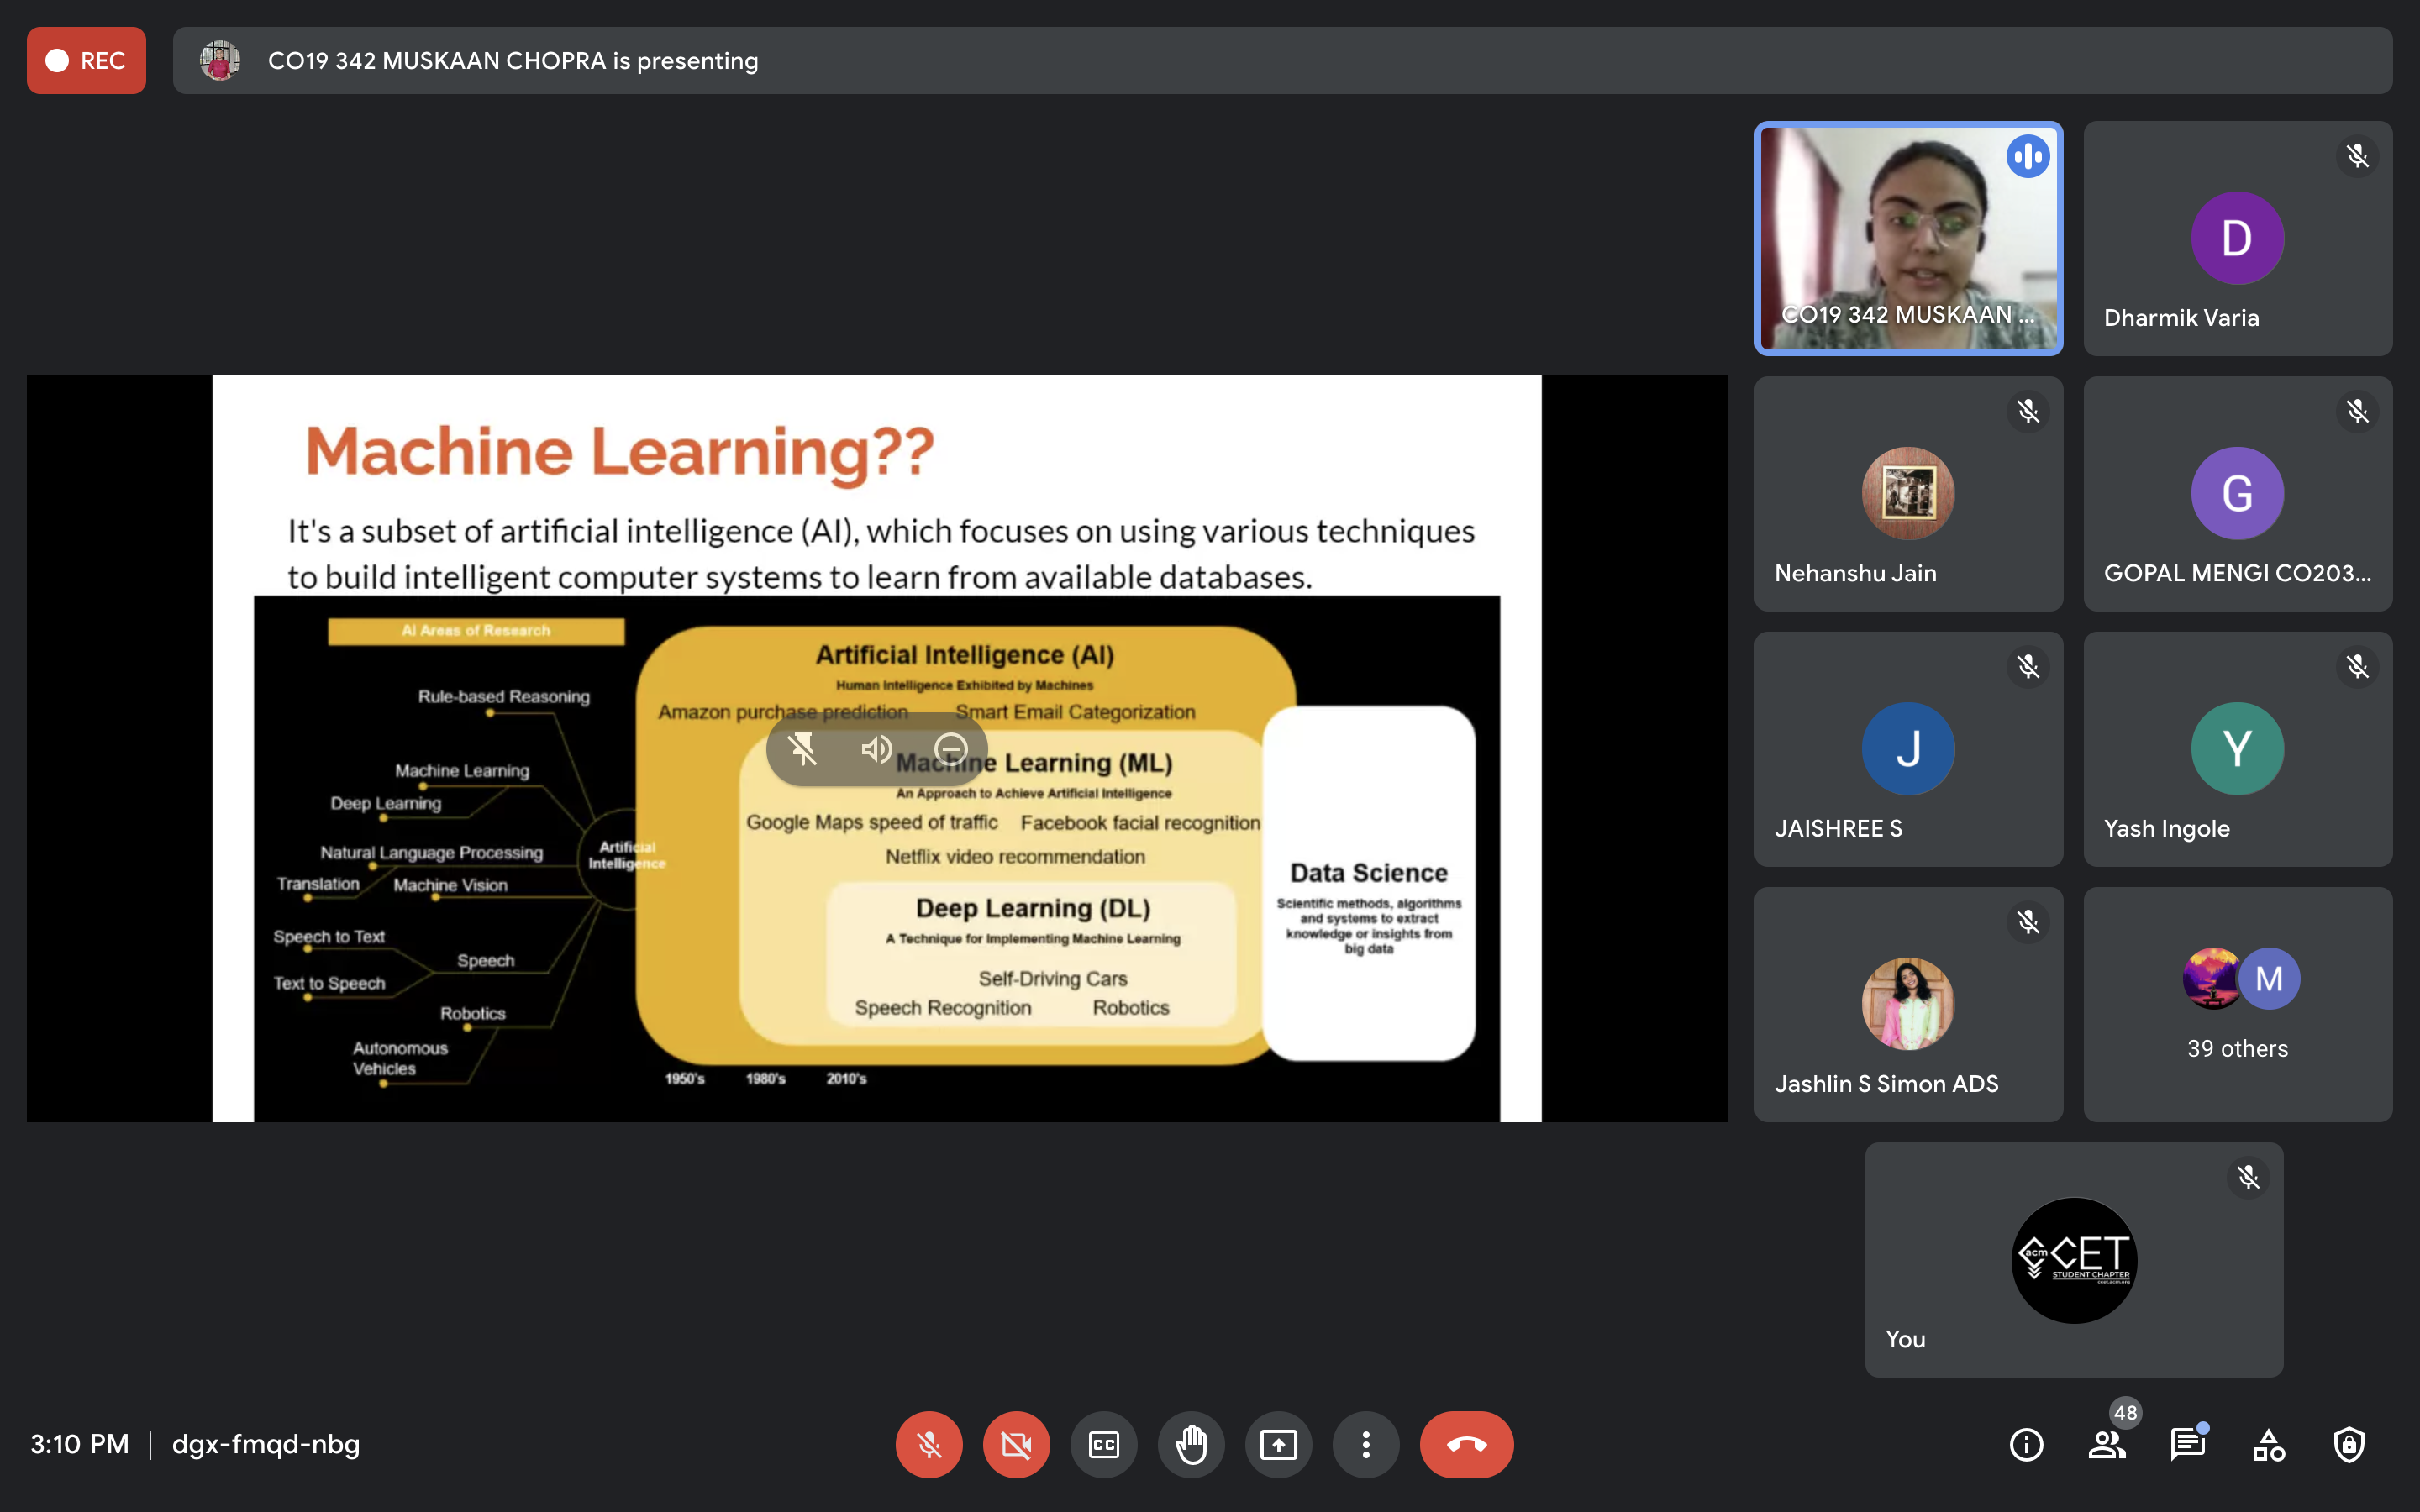 REC
CO19 342 MUSKAAN CHOPRA is presenting
Machine Learning??
It's a subset of artificial intelligence (AI), which focuses on using various techniques
to build intelligent computer systems to learn from available databases.
AI Areas of Research
Rule-based Reasoning
Machine Learning
Deep Learning
Natural Language Processing
Translation
Machine Vision
Speech to Text
Speech
Text to Speech
Robotics
Autonomous
Vehicles
Artificial
Intelligence
Artificial Intelligence (AI)
Human Intelligence Exhibited by Machines
Amazon purchase prediction Smart Email Categorization
Machine Learning (ML)
An Approach to Achieve Artificial Intelligence
Google Maps speed of traffic Facebook facial recognition
Netflix video recommendation
Deep Learning (DL)
A Technique for Implementing Machine Learning
Self-Driving Cars
Speech Recognition Robotics
1950's 1980's 2010's
Data Science
Scientific methods, algorithms
and systems to extract
knowledge or insights from
big data
CO19 342 MUSKAAN ...
D
Dharmik Varia
Nehanshu Jain
G
GOPAL MENGI CO203...
J
JAISHREE S
Y
Yash Ingole
Jashlin S Simon ADS
M
39 others
acm CCET
STUDENT CHAPTER
You
3:10 PM | dgx-fmqd-nbg
CC
48